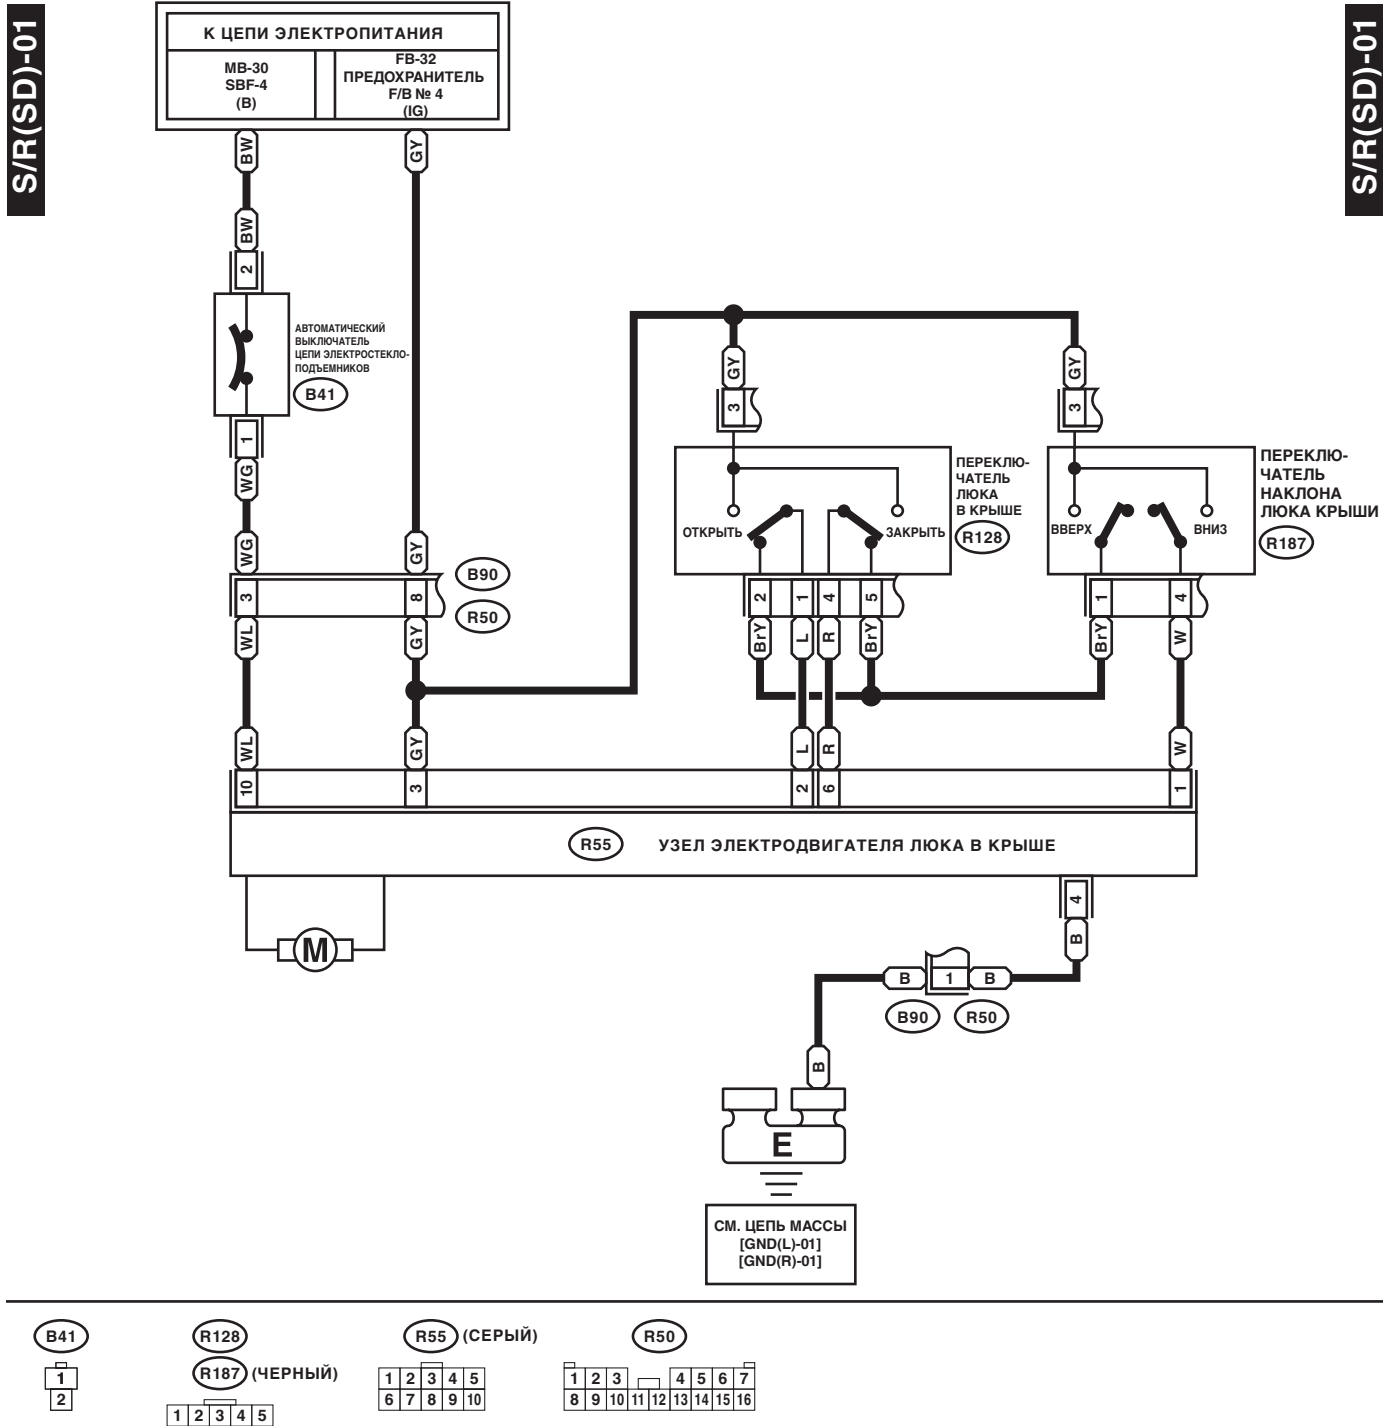 S/R(SD)-01
S/R(SD)-01
К ЦЕПИ ЭЛЕКТРОПИТАНИЯ
MB-30
SBF-4
(B)
FB-32
ПРЕДОХРАНИТЕЛЬ
F/B № 4
(IG)
BW
GY
BW
2
АВТОМАТИЧЕСКИЙ
ВЫКЛЮЧАТЕЛЬ
ЦЕПИ ЭЛЕКТРОСТЕКЛО-
ПОДЪЕМНИКОВ
B41
1
WG
GY
GY
3
3
ПЕРЕКЛЮ-
ЧАТЕЛЬ
ЛЮКА
В КРЫШЕ
R128
ОТКРЫТЬ
ЗАКРЫТЬ
ПЕРЕКЛЮ-
ЧАТЕЛЬ
НАКЛОНА
ЛЮКА КРЫШИ
R187
ВВЕРХ
ВНИЗ
WG
GY
B90
3
8
R50
2
1
4
5
1
4
WL
GY
BrY
L
R
BrY
BrY
W
WL
GY
L
R
W
10
3
2
6
1
R55
УЗЕЛ ЭЛЕКТРОДВИГАТЕЛЯ ЛЮКА В КРЫШЕ
4
M
B
B
1
B
B90
R50
B
E
СМ. ЦЕПЬ МАССЫ
[GND(L)-01]
[GND(R)-01]
B41
1
2
R128
R187 (ЧЕРНЫЙ)
1 2 3 4 5
R55 (СЕРЫЙ)
1 2 3 4 5
6 7 8 9 10
R50
1 2 3 4 5 6 7
8 9 10 11 12 13 14 15 16